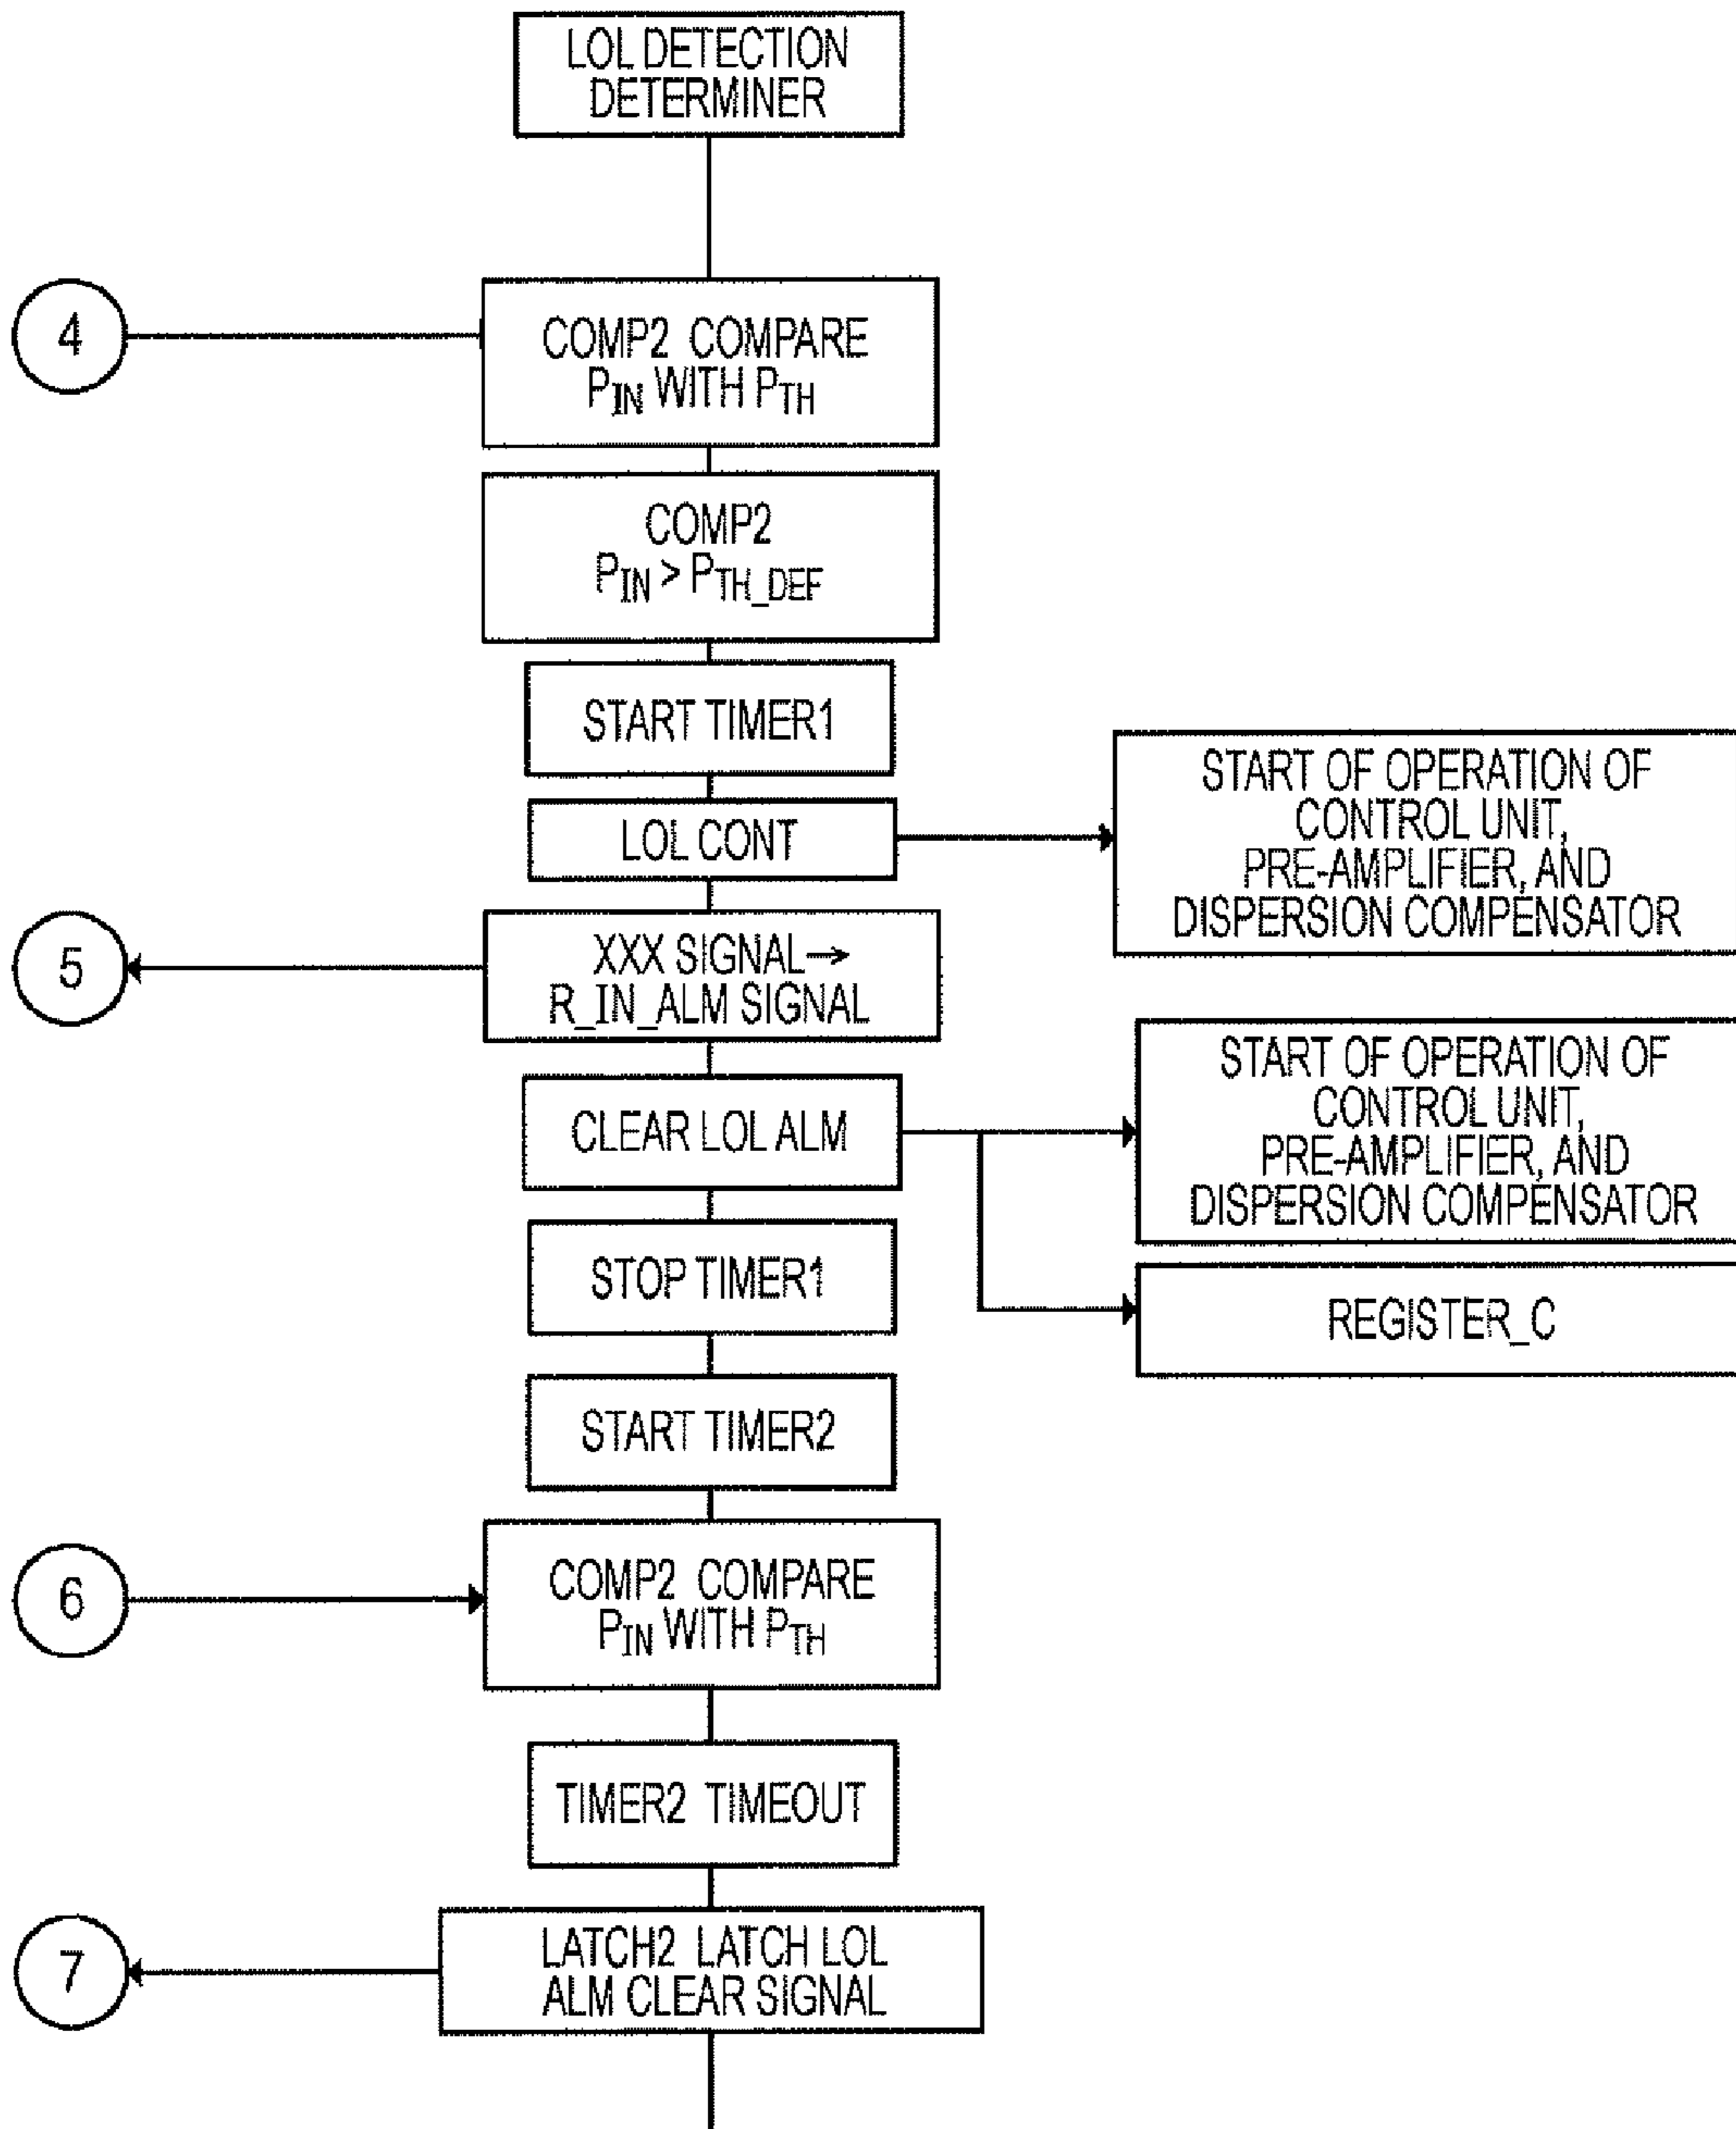 LOL DETECTION
DETERMINER
4
COMP2 COMPARE
PIN WITH PTH
COMP2
PIN > PTH_DEF
START TIMER1
LOL CONT
START OF OPERATION OF
CONTROL UNIT,
PRE-AMPLIFIER, AND
DISPERSION COMPENSATOR
5
XXX SIGNAL→
R_IN_ALM SIGNAL
CLEAR LOL ALM
START OF OPERATION OF
CONTROL UNIT,
PRE-AMPLIFIER, AND
DISPERSION COMPENSATOR
STOP TIMER1
REGISTER_C
START TIMER2
6
COMP2 COMPARE
PIN WITH PTH
TIMER2 TIMEOUT
7
LATCH2 LATCH LOL
ALM CLEAR SIGNAL